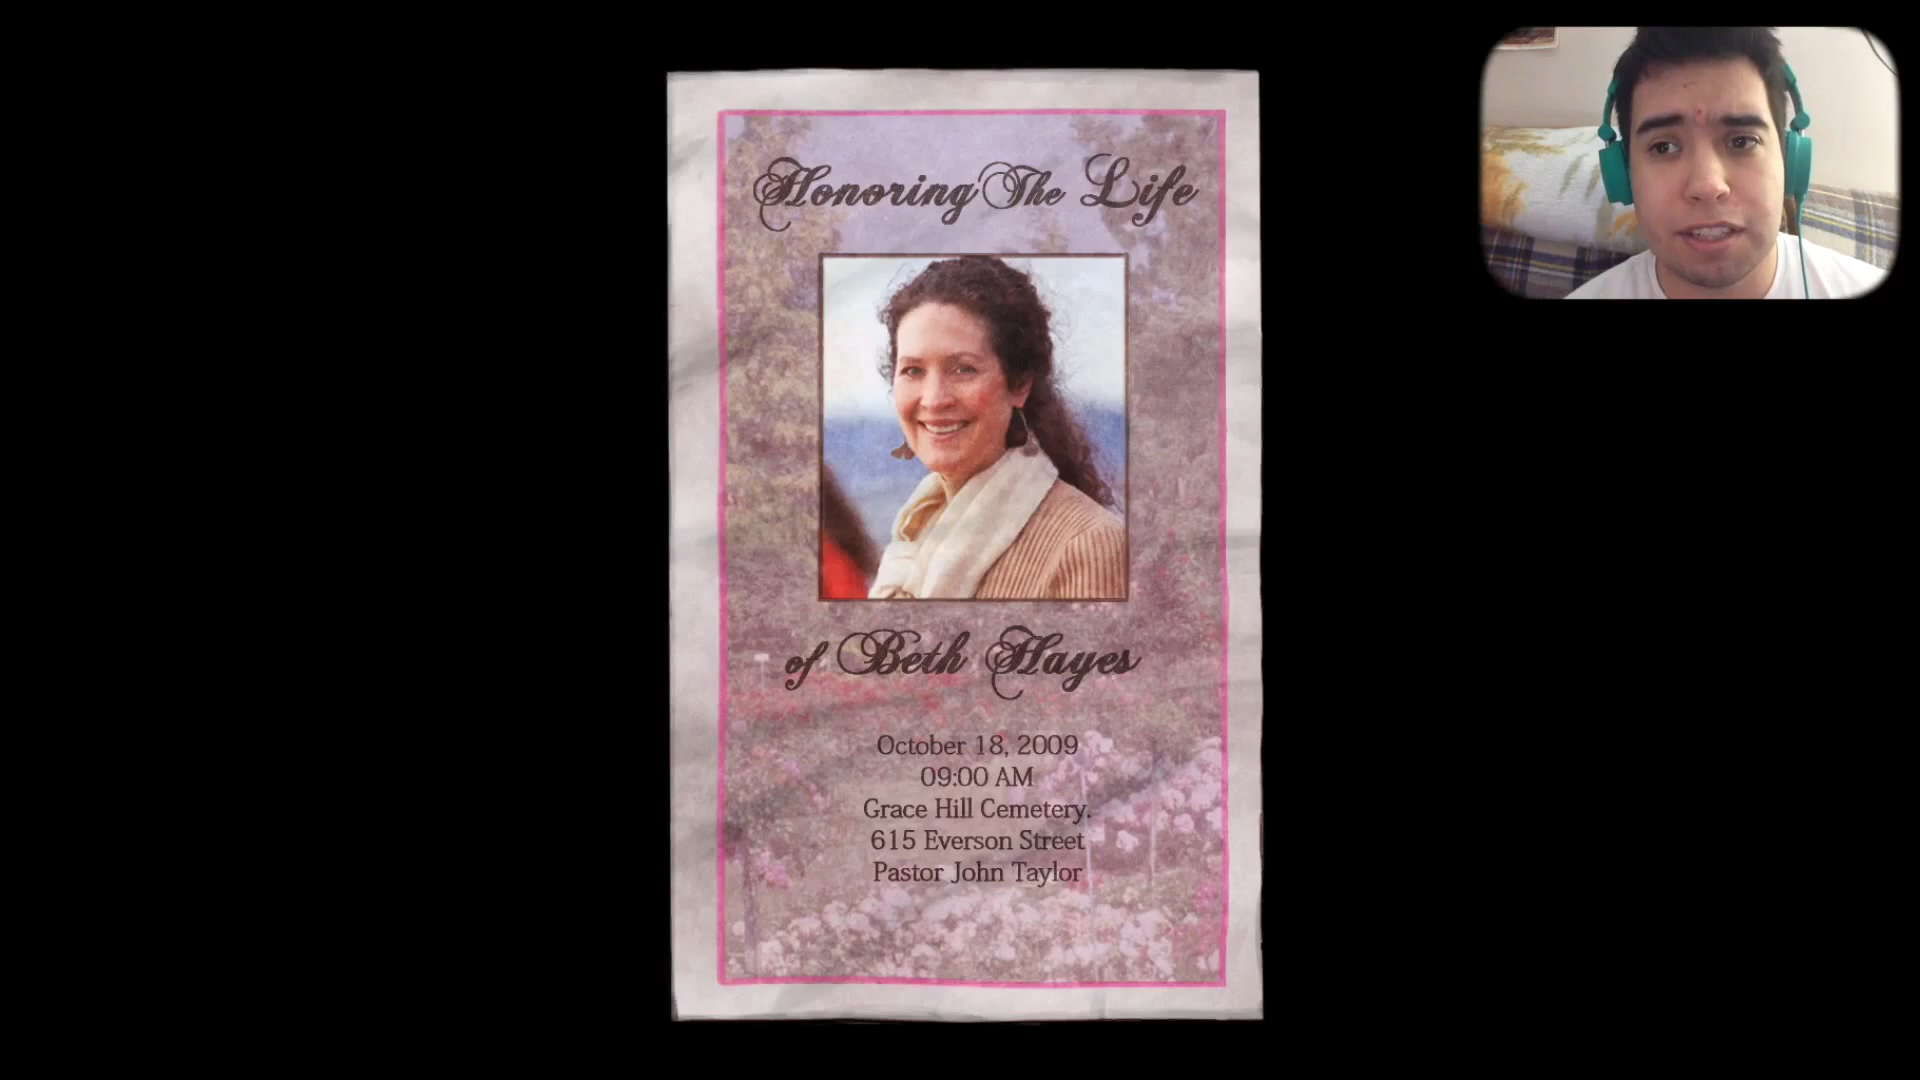 Honoring The Life
of Beth Hayes
October 18, 2009
09:00 AM
Grace Hill Cemetery.
615 Everson Street
Pastor John Taylor